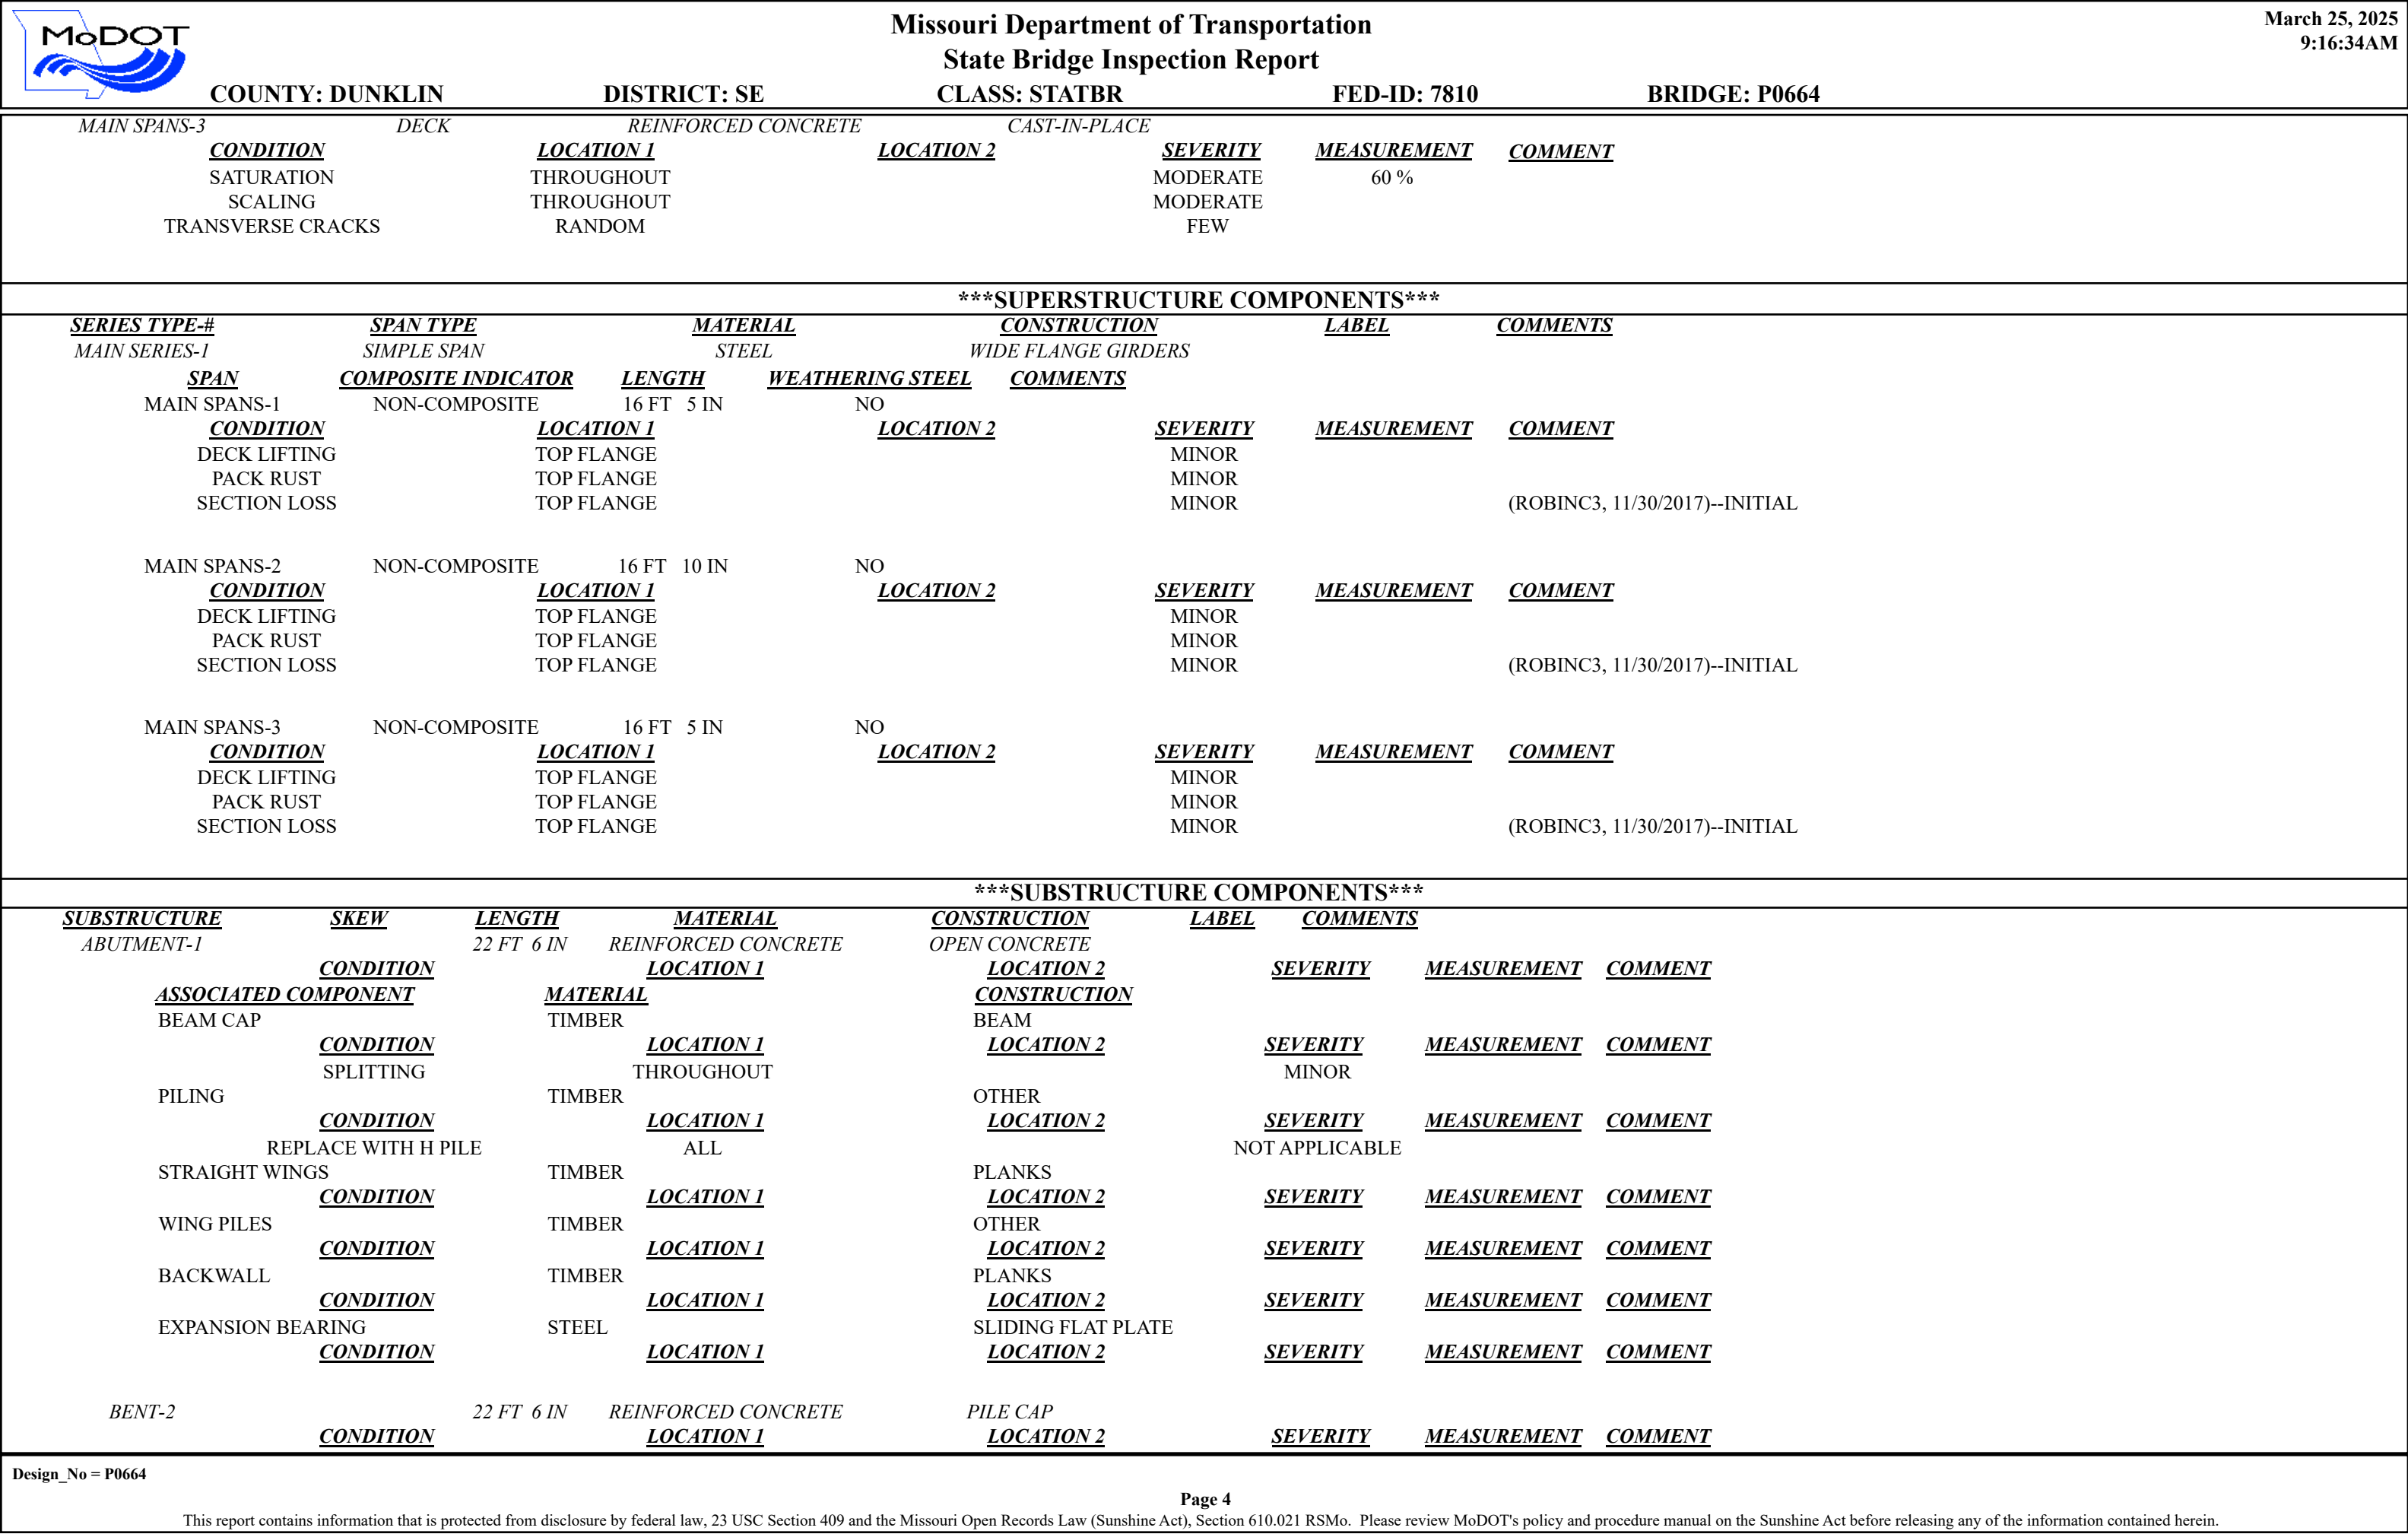 MoDOT
Missouri Department of Transportation
State Bridge Inspection Report
March 25, 2025
9:16:34AM
COUNTY: DUNKLIN DISTRICT: SE CLASS: STATBR FED-ID: 7810 BRIDGE: P0664
MAIN SPANS-3 DECK REINFORCED CONCRETE CAST-IN-PLACE
CONDITION LOCATION 1 LOCATION 2 SEVERITY MEASUREMENT COMMENT
SATURATION THROUGHOUT MODERATE 60 %
SCALING THROUGHOUT MODERATE
TRANSVERSE CRACKS RANDOM FEW
***SUPERSTRUCTURE COMPONENTS***
SERIES TYPE-# SPAN TYPE MATERIAL CONSTRUCTION LABEL COMMENTS
MAIN SERIES-1 SIMPLE SPAN STEEL WIDE FLANGE GIRDERS
SPAN COMPOSITE INDICATOR LENGTH WEATHERING STEEL COMMENTS
MAIN SPANS-1 NON-COMPOSITE 16 FT 5 IN NO
CONDITION LOCATION 1 LOCATION 2 SEVERITY MEASUREMENT COMMENT
DECK LIFTING TOP FLANGE MINOR
PACK RUST TOP FLANGE MINOR
SECTION LOSS TOP FLANGE MINOR (ROBINC3, 11/30/2017)--INITIAL
MAIN SPANS-2 NON-COMPOSITE 16 FT 10 IN NO
CONDITION LOCATION 1 LOCATION 2 SEVERITY MEASUREMENT COMMENT
DECK LIFTING TOP FLANGE MINOR
PACK RUST TOP FLANGE MINOR
SECTION LOSS TOP FLANGE MINOR (ROBINC3, 11/30/2017)--INITIAL
MAIN SPANS-3 NON-COMPOSITE 16 FT 5 IN NO
CONDITION LOCATION 1 LOCATION 2 SEVERITY MEASUREMENT COMMENT
DECK LIFTING TOP FLANGE MINOR
PACK RUST TOP FLANGE MINOR
SECTION LOSS TOP FLANGE MINOR (ROBINC3, 11/30/2017)--INITIAL
***SUBSTRUCTURE COMPONENTS***
SUBSTRUCTURE SKEW LENGTH MATERIAL CONSTRUCTION LABEL COMMENTS
ABUTMENT-1 22 FT 6 IN REINFORCED CONCRETE OPEN CONCRETE
CONDITION LOCATION 1 LOCATION 2 SEVERITY MEASUREMENT COMMENT
ASSOCIATED COMPONENT MATERIAL CONSTRUCTION
BEAM CAP TIMBER BEAM
CONDITION LOCATION 1 LOCATION 2 SEVERITY MEASUREMENT COMMENT
SPLITTING THROUGHOUT MINOR
PILING TIMBER OTHER
CONDITION LOCATION 1 LOCATION 2 SEVERITY MEASUREMENT COMMENT
REPLACE WITH H PILE ALL NOT APPLICABLE
STRAIGHT WINGS TIMBER PLANKS
CONDITION LOCATION 1 LOCATION 2 SEVERITY MEASUREMENT COMMENT
WING PILES TIMBER OTHER
CONDITION LOCATION 1 LOCATION 2 SEVERITY MEASUREMENT COMMENT
BACKWALL TIMBER PLANKS
CONDITION LOCATION 1 LOCATION 2 SEVERITY MEASUREMENT COMMENT
EXPANSION BEARING STEEL SLIDING FLAT PLATE
CONDITION LOCATION 1 LOCATION 2 SEVERITY MEASUREMENT COMMENT
BENT-2 22 FT 6 IN REINFORCED CONCRETE PILE CAP
CONDITION LOCATION 1 LOCATION 2 SEVERITY MEASUREMENT COMMENT
Design_No = P0664
Page 4
This report contains information that is protected from disclosure by federal law, 23 USC Section 409 and the Missouri Open Records Law (Sunshine Act), Section 610.021 RSMo. Please review MoDOT's policy and procedure manual on the Sunshine Act before releasing any of the information contained herein.